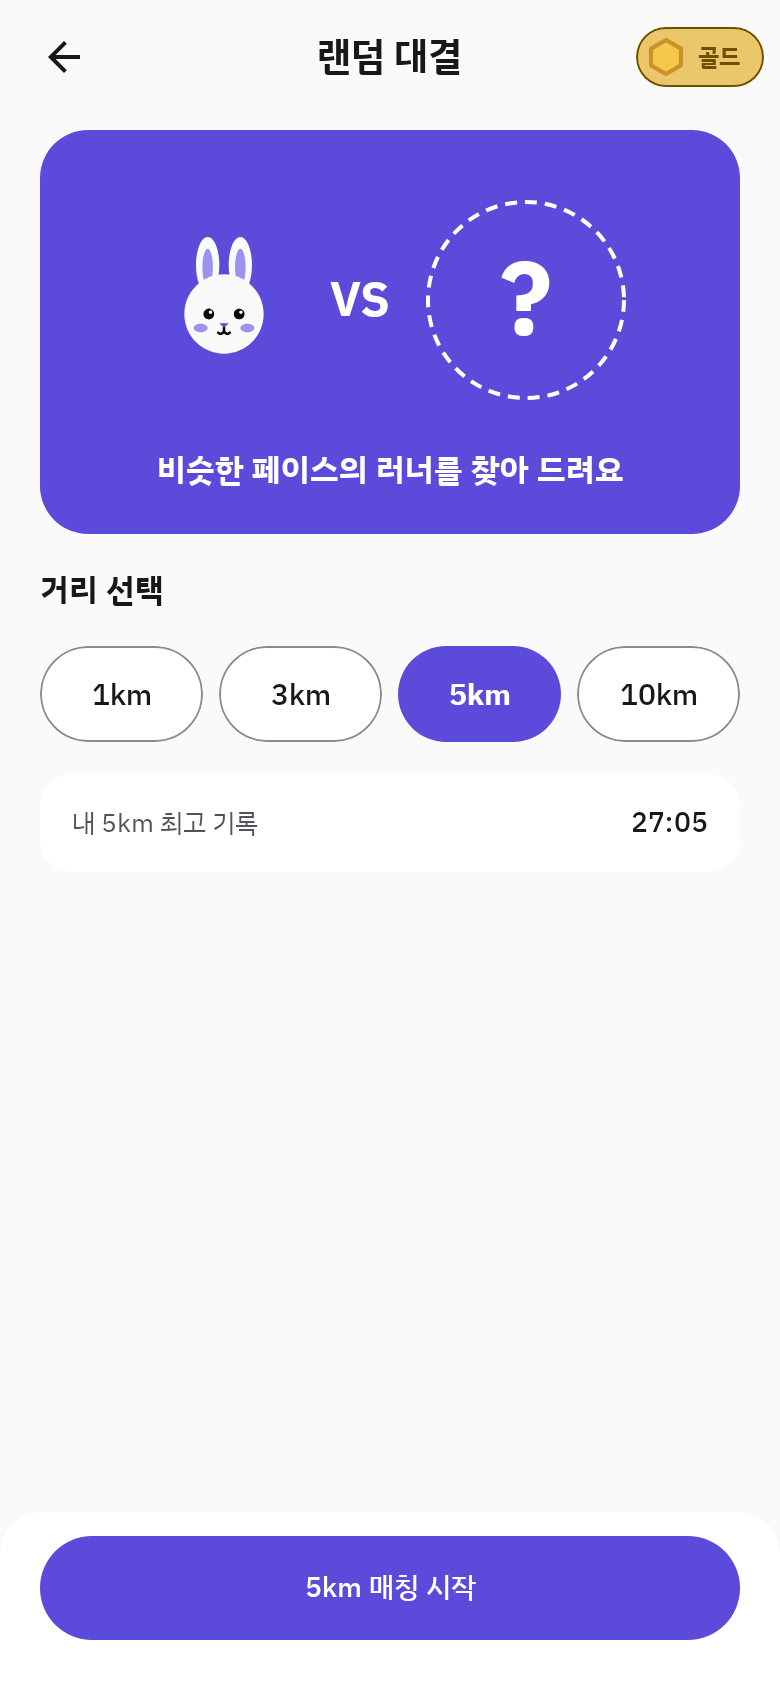 랜덤 대결
골드
VS
?
비슷한 페이스의 러너를 찾아 드려요
거리 선택
1km
3km
5km
10km
내 5km 최고 기록
27:05
5km 매칭 시작